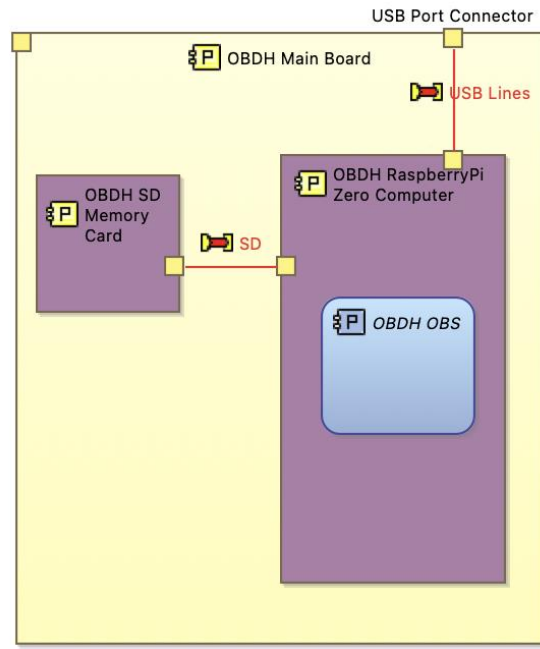 USB Port Connector
OBDH Main Board
USB Lines
OBDH RaspberryPi
Zero Computer
OBDH SD
Memory
Card
SD
OBDH OBS